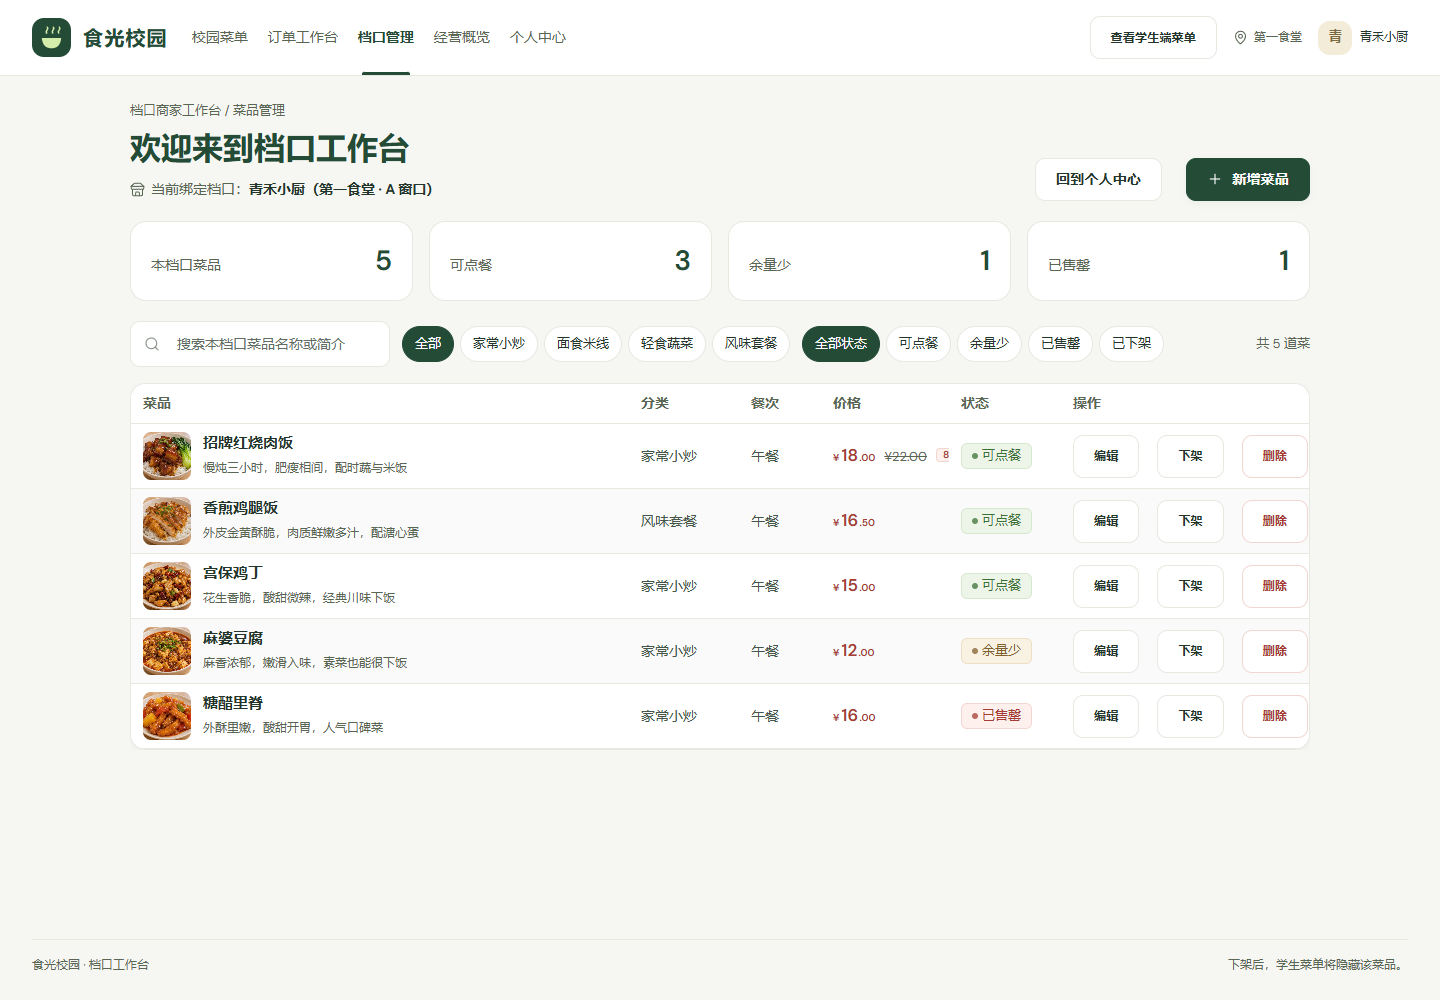 食光校园 校园菜单 订单工作台 档口管理 经营概览 个人中心 查看学生端菜单 第一食堂 青 青禾小厨
档口商家工作台 / 菜品管理
欢迎来到档口工作台
当前绑定档口：青禾小厨（第一食堂 · A 窗口）
回到个人中心 ＋ 新增菜品
本档口菜品 5 可点餐 3 余量少 1 已售罄 1
搜索本档口菜品名称或简介 全部 家常小炒 面食米线 轻食蔬菜 风味套餐 全部状态 可点餐 余量少 已售罄 已下架 共 5 道菜
菜品 分类 餐次 价格 状态 操作
招牌红烧肉饭
慢炖三小时，肥瘦相间，配时蔬与米饭
家常小炒 午餐 ¥18.00 ¥22.00 8 可点餐 编辑 下架 删除
香煎鸡腿饭
外皮金黄酥脆，肉质鲜嫩多汁，配溏心蛋
风味套餐 午餐 ¥16.50 可点餐 编辑 下架 删除
宫保鸡丁
花生香脆，酸甜微辣，经典川味下饭
家常小炒 午餐 ¥15.00 可点餐 编辑 下架 删除
麻婆豆腐
麻香浓郁，嫩滑入味，素菜也能很下饭
家常小炒 午餐 ¥12.00 余量少 编辑 下架 删除
糖醋里脊
外酥里嫩，酸甜开胃，人气口碑菜
家常小炒 午餐 ¥16.00 已售罄 编辑 下架 删除
食光校园 · 档口工作台 下架后，学生菜单将隐藏该菜品。